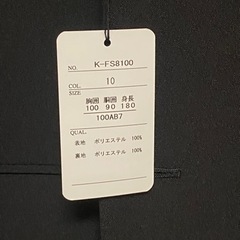 NO. K-FS8100
COL. 10
SIZE:
胸囲 胴囲 身長
100 90 180
100AB7
QUAL.
表地 ポリエステル 100%
裏地 ポリエステル 100%